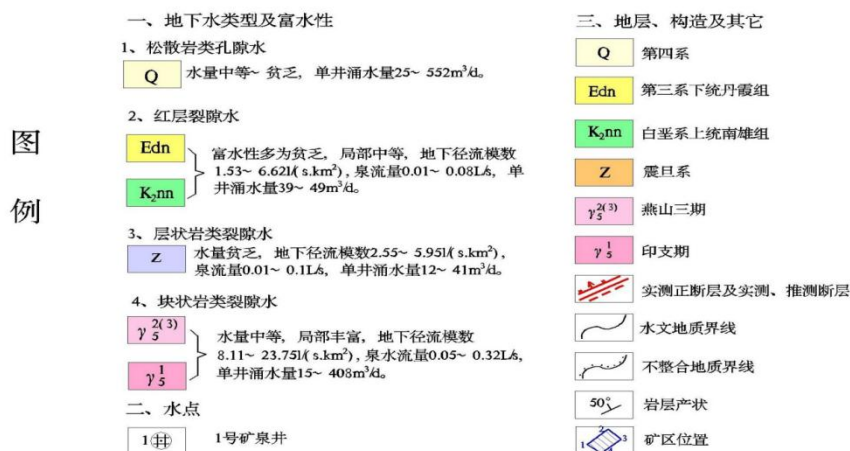 图
例
一、地下水类型及富水性
1、松散岩类孔隙水
Q
水量中等~ 贫乏, 单井涌水量25~ 552m³/d。
2、红层裂隙水
Edn
K₂nn
富水性多为贫乏, 局部中等, 地下径流模数
1.53~ 6.62l/( s.km²) , 泉流量0.01~ 0.08L/s, 单
井涌水量39~ 49m³/d。
3、层状岩类裂隙水
Z
水量贫乏, 地下径流模数2.55~ 5.95l/( s.km²) ,
泉流量0.01~ 0.1L/s, 单井涌水量12~ 41m³/d。
4、块状岩类裂隙水
γ₅²⁽³⁾
γ₅¹
水量中等, 局部丰富, 地下径流模数
8.11~ 23.75l/( s.km²) , 泉水流量0.05~ 0.32L/s,
单井涌水量15~ 408m³/d。
二、水点
1
1号矿泉井
三、地层、构造及其它
Q 第四系
Edn 第三系下统丹霞组
K₂nn 白垩系上统南雄组
Z 震旦系
γ₅²⁽³⁾ 燕山三期
γ₅¹ 印支期
实测正断层及实测、推测断层
水文地质界线
不整合地质界线
50° 岩层产状
1 2 3 4 矿区位置